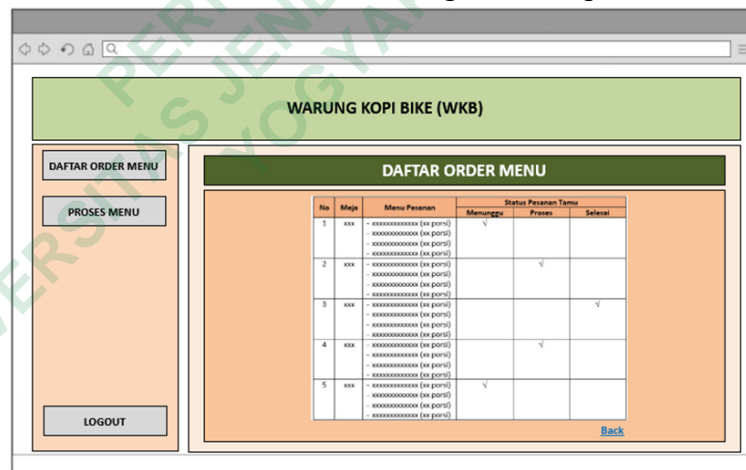 WARUNG KOPI BIKE (WKB)
DAFTAR ORDER MENU
PROSES MENU
LOGOUT
DAFTAR ORDER MENU
No Meja Menu Pesanan Status Pesanan Tamu
Menunggu Proses Selesai
1 xxx - xxxxxxxxxxxxx (xx porsi) √
- xxxxxxxxxxxxx (xx porsi)
- xxxxxxxxxxxxx (xx porsi)
- xxxxxxxxxxxxx (xx porsi)
2 xxx - xxxxxxxxxxxxx (xx porsi) √
- xxxxxxxxxxxxx (xx porsi)
- xxxxxxxxxxxxx (xx porsi)
- xxxxxxxxxxxxx (xx porsi)
3 xxx - xxxxxxxxxxxxx (xx porsi) √
- xxxxxxxxxxxxx (xx porsi)
- xxxxxxxxxxxxx (xx porsi)
- xxxxxxxxxxxxx (xx porsi)
4 xxx - xxxxxxxxxxxxx (xx porsi) √
- xxxxxxxxxxxxx (xx porsi)
- xxxxxxxxxxxxx (xx porsi)
- xxxxxxxxxxxxx (xx porsi)
5 xxx - xxxxxxxxxxxxx (xx porsi) √
- xxxxxxxxxxxxx (xx porsi)
- xxxxxxxxxxxxx (xx porsi)
- xxxxxxxxxxxxx (xx porsi)
Back